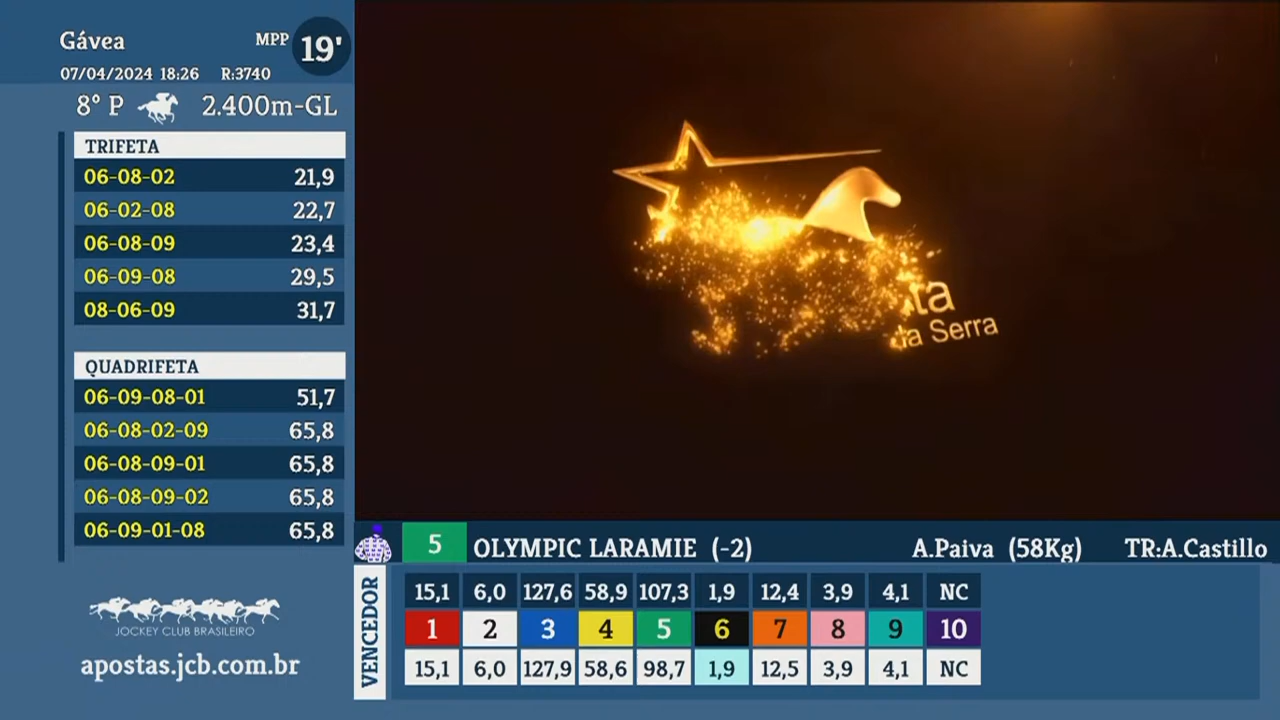 Gávea
MPP 19'
07/04/2024 18:26 R:3740
8° P 2.400m-GL
TRIFETA
06-08-02 21,9
06-02-08 22,7
06-08-09 23,4
06-09-08 29,5
08-06-09 31,7
QUADRIFETA
06-09-08-01 51,7
06-08-02-09 65,8
06-08-09-01 65,8
06-08-09-02 65,8
06-09-01-08 65,8
JOCKEY CLUB BRASILEIRO
apostas.jcb.com.br
ta
da Serra
5 OLYMPIC LARAMIE (-2) A.Paiva (58Kg) TR:A.Castillo
VENCEDOR
15,1 6,0 127,6 58,9 107,3 1,9 12,4 3,9 4,1 NC
1 2 3 4 5 6 7 8 9 10
15,1 6,0 127,9 58,6 98,7 1,9 12,5 3,9 4,1 NC